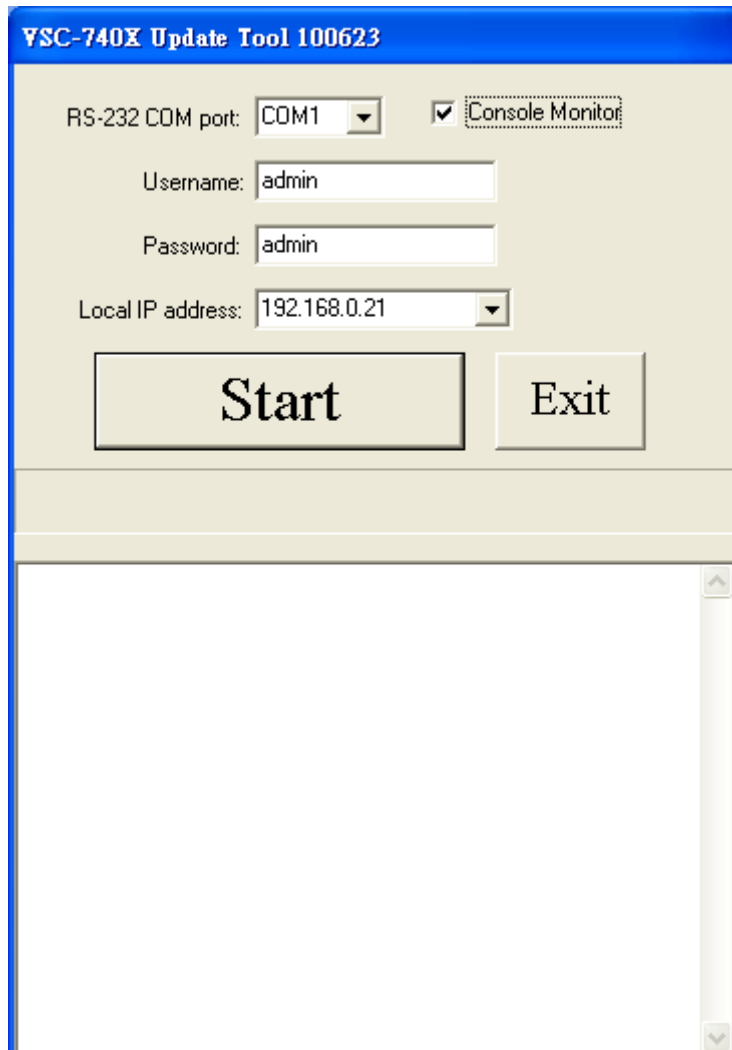 VSC-740X Update Tool 100623
RS-232 COM port: COM1 Console Monitor
Username: admin
Password: admin
Local IP address: 192.168.0.21
Start Exit